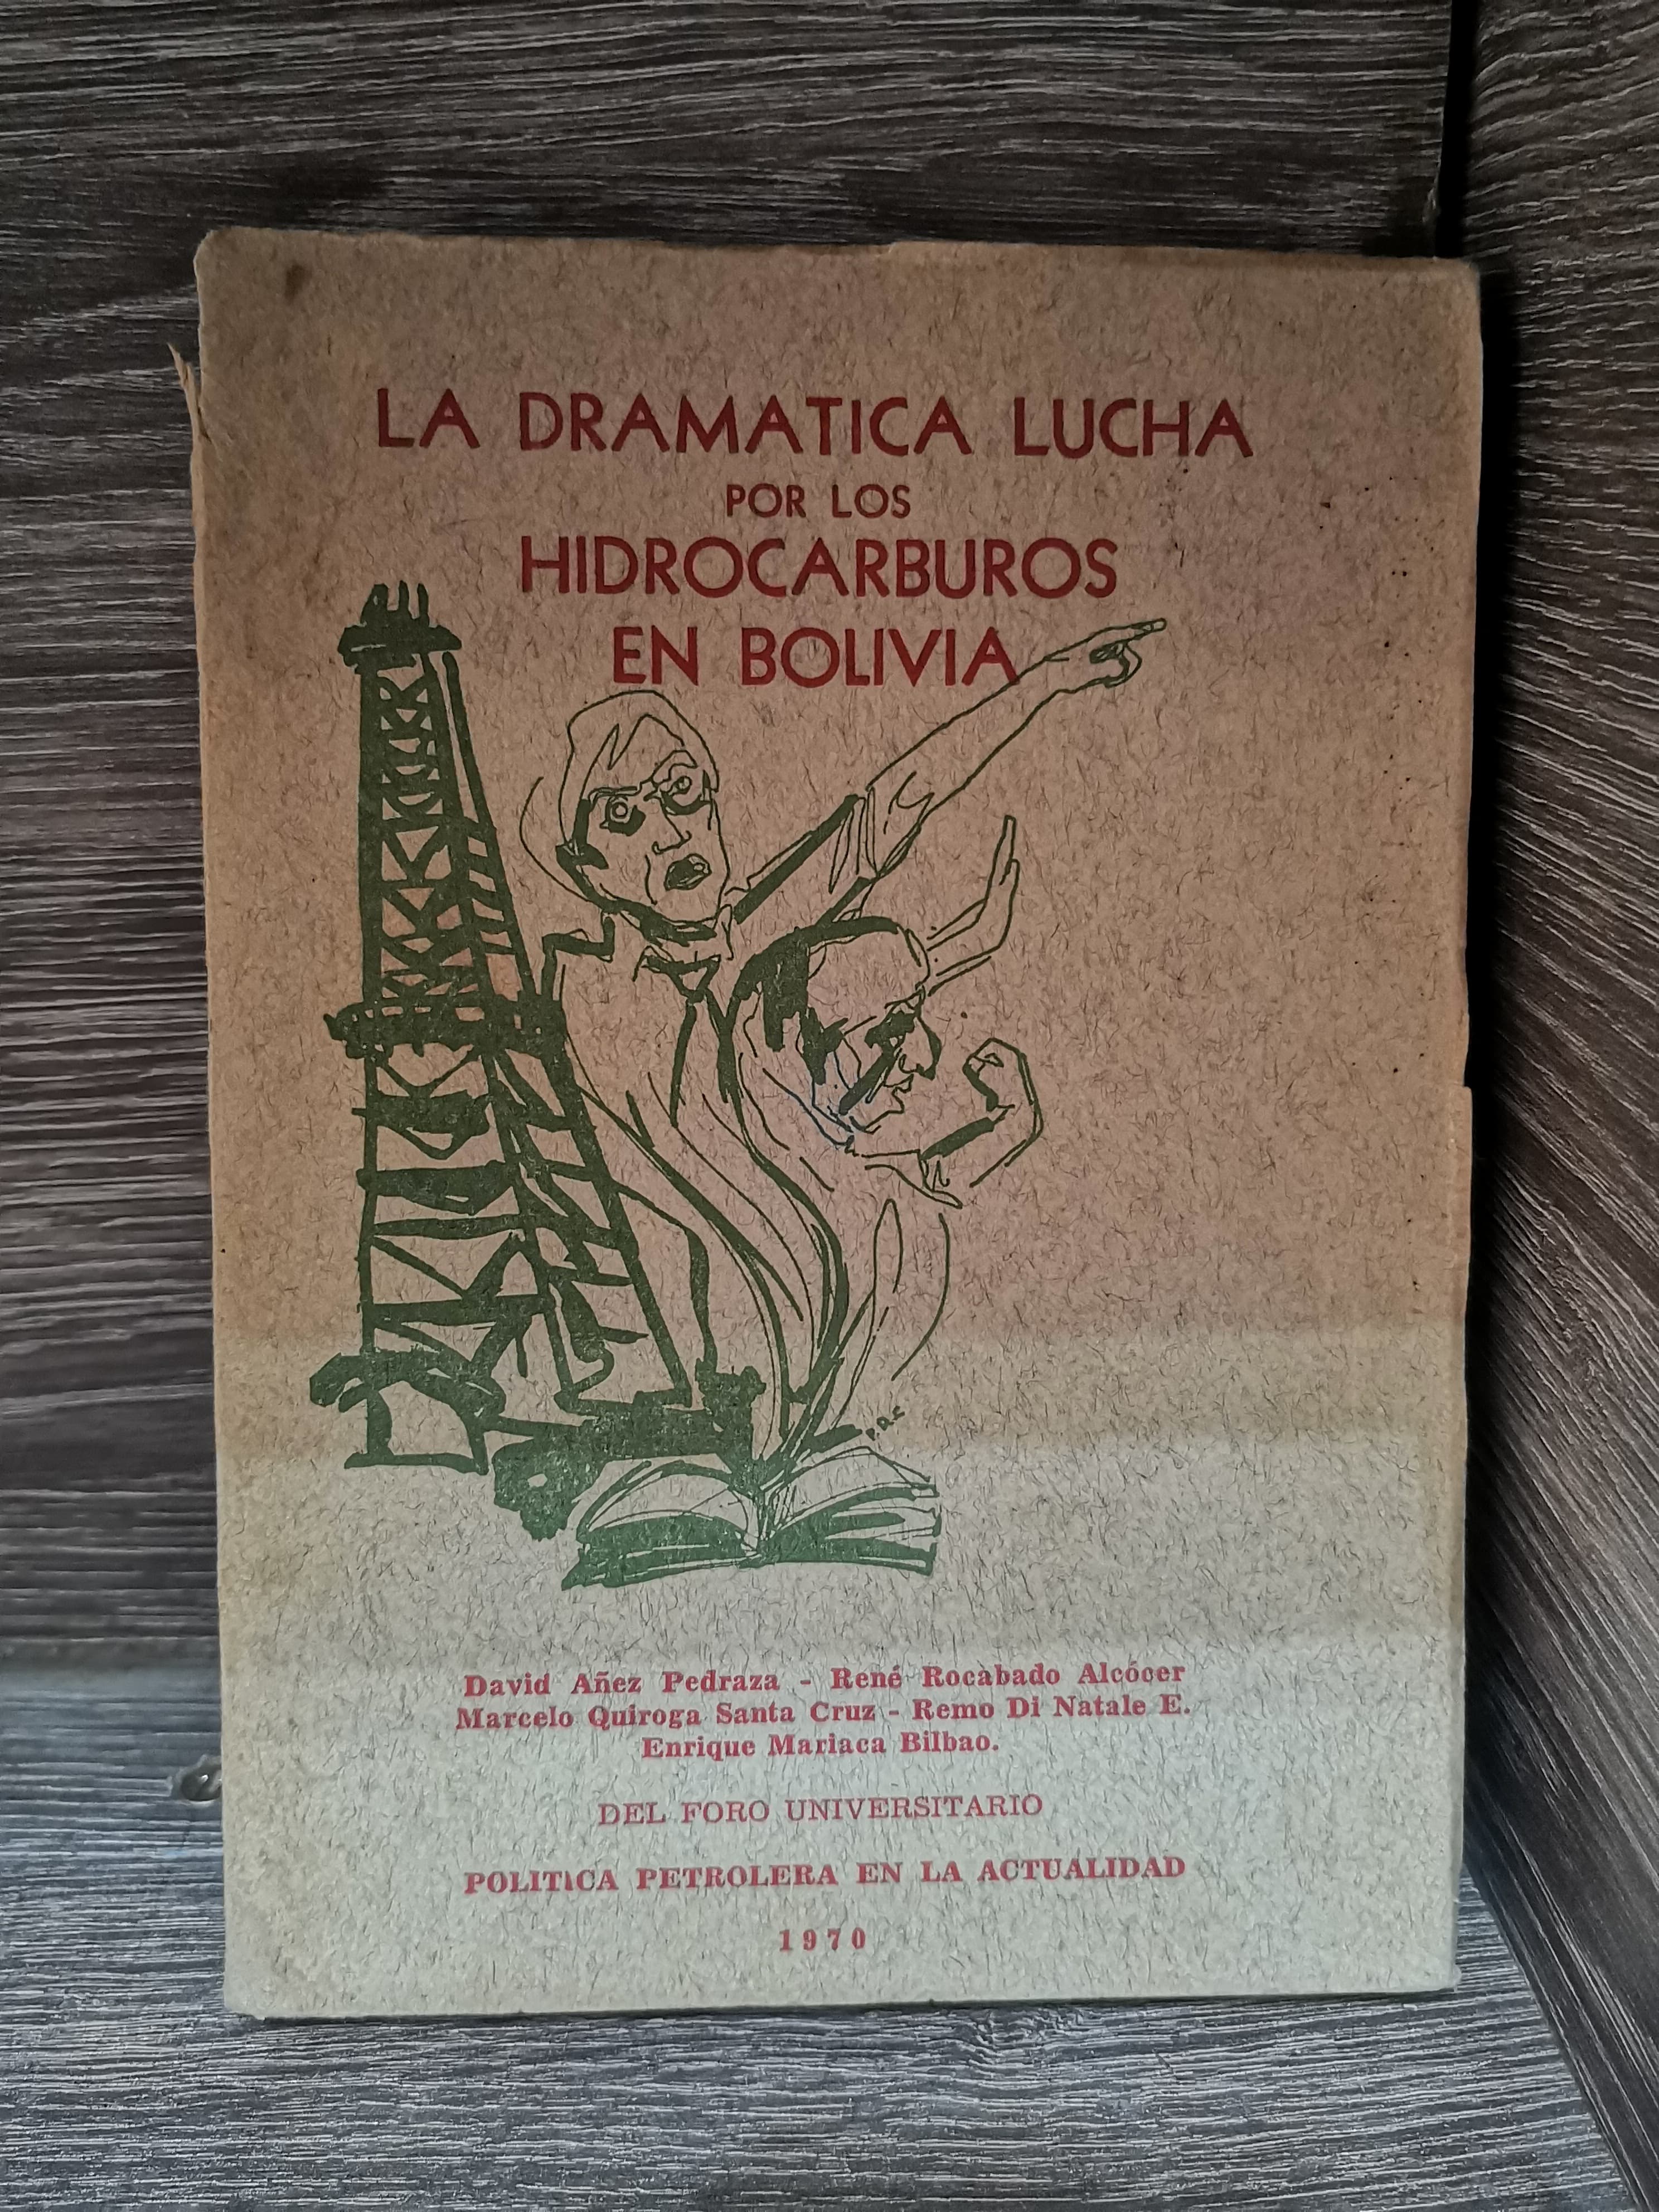 LA DRAMATICA LUCHA
POR LOS
HIDROCARBUROS
EN BOLIVIA
David Añez Pedraza - René Rocabado Alcócer
Marcelo Quiroga Santa Cruz - Remo Di Natale E.
Enrique Mariaca Bilbao.
DEL FORO UNIVERSITARIO
POLITICA PETROLERA EN LA ACTUALIDAD
1970